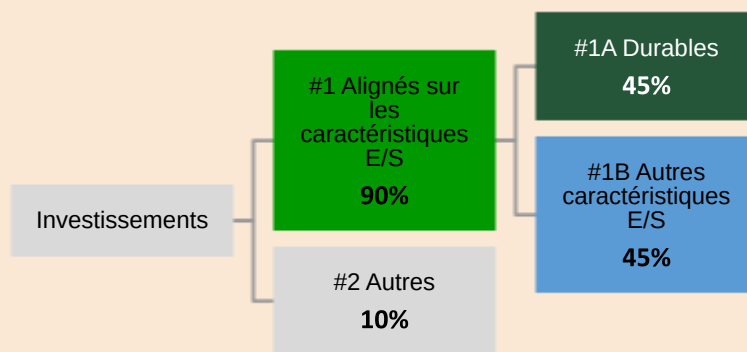 Investissements
#1 Alignés sur
les
caractéristiques
E/S
90%
#2 Autres
10%
#1A Durables
45%
#1B Autres
caractéristiques
E/S
45%